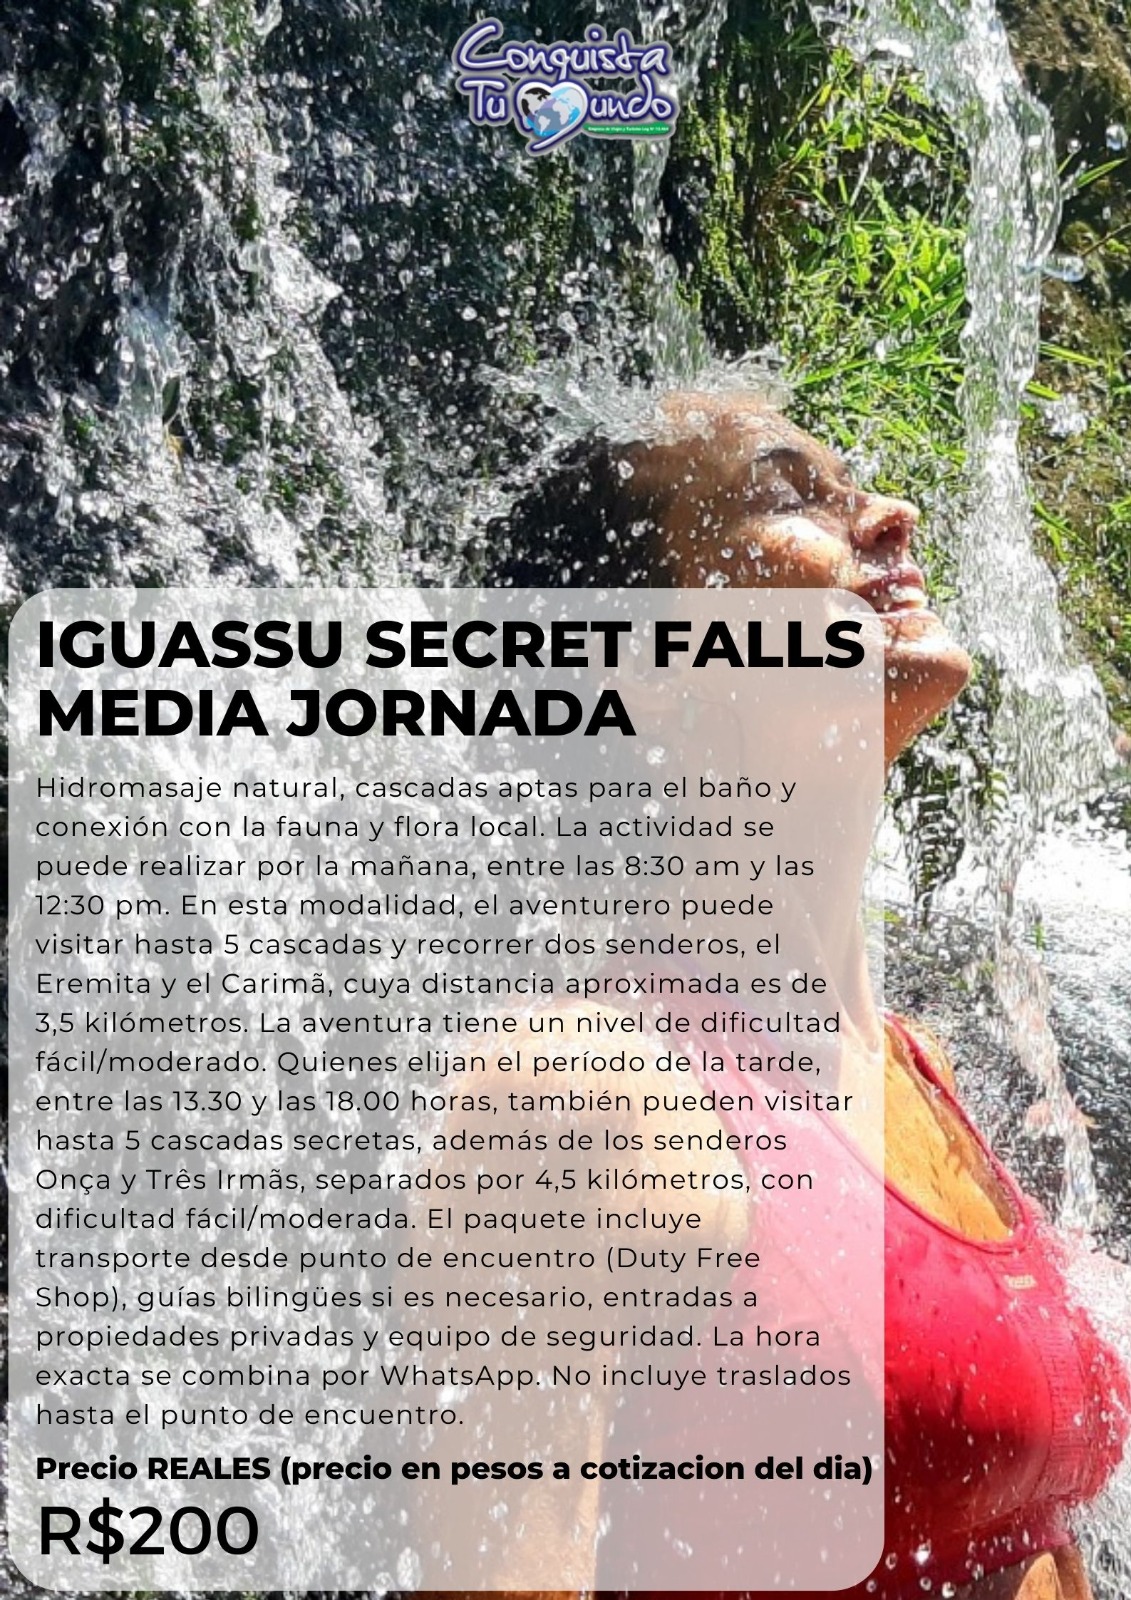 Conquista
Tu Mundo
IGUASSU SECRET FALLS
MEDIA JORNADA
Hidromasaje natural, cascadas aptas para el baño y
conexión con la fauna y flora local. La actividad se
puede realizar por la mañana, entre las 8:30 am y las
12:30 pm. En esta modalidad, el aventurero puede
visitar hasta 5 cascadas y recorrer dos senderos, el
Eremita y el Carimã, cuya distancia aproximada es de
3,5 kilómetros. La aventura tiene un nivel de dificultad
fácil/moderado. Quienes elijan el período de la tarde,
entre las 13.30 y las 18.00 horas, también pueden visitar
hasta 5 cascadas secretas, además de los senderos
Onça y Três Irmãs, separados por 4,5 kilómetros, con
dificultad fácil/moderada. El paquete incluye
transporte desde punto de encuentro (Duty Free
Shop), guías bilingües si es necesario, entradas a
propiedades privadas y equipo de seguridad. La hora
exacta se combina por WhatsApp. No incluye traslados
hasta el punto de encuentro.
Precio REALES (precio en pesos a cotizacion del dia)
R$200